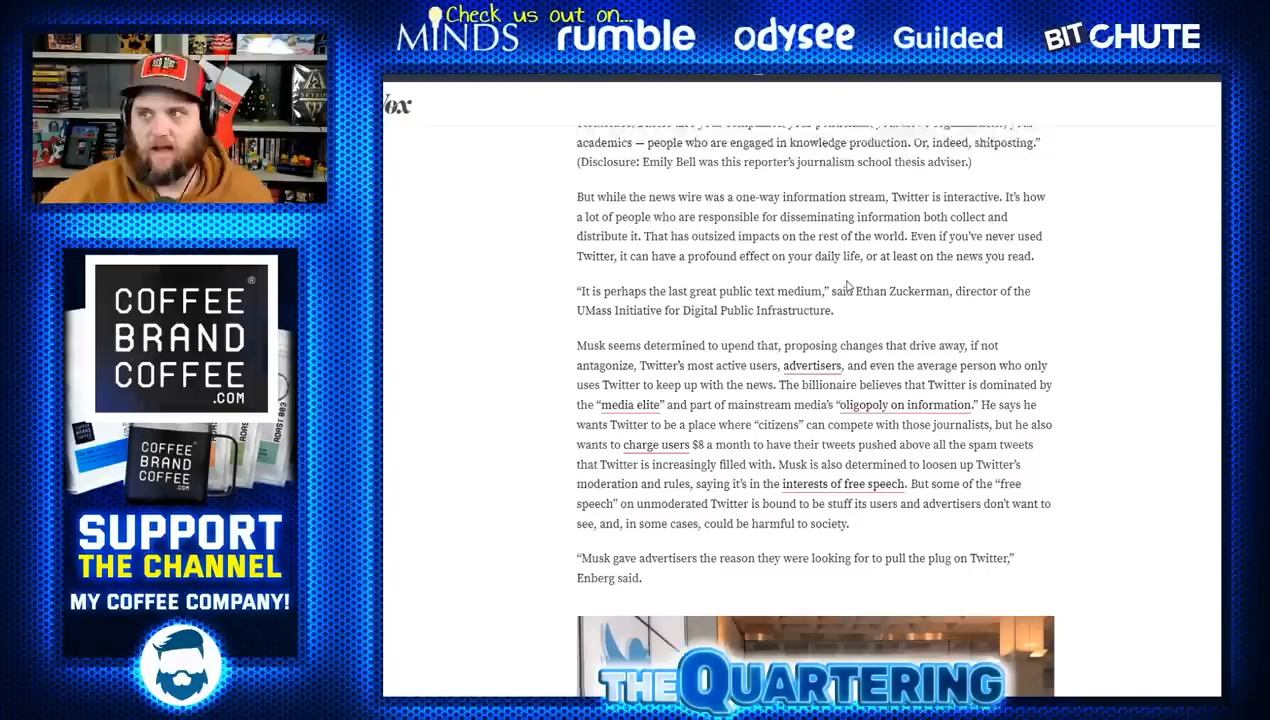 Check us out on...
MINDS rumble odysee Guilded BITCHUTE
Vox
academics — people who are engaged in knowledge production. Or, indeed, shitposting.”
(Disclosure: Emily Bell was this reporter’s journalism school thesis adviser.)
But while the news wire was a one-way information stream, Twitter is interactive. It’s how
a lot of people who are responsible for disseminating information both collect and
distribute it. That has outsized impacts on the rest of the world. Even if you’ve never used
Twitter, it can have a profound effect on your daily life, or at least on the news you read.
“It is perhaps the last great public text medium,” said Ethan Zuckerman, director of the
UMass Initiative for Digital Public Infrastructure.
Musk seems determined to upend that, proposing changes that drive away, if not
antagonize, Twitter’s most active users, advertisers, and even the average person who only
uses Twitter to keep up with the news. The billionaire believes that Twitter is dominated by
the “media elite” and part of mainstream media’s “oligopoly on information.” He says he
wants Twitter to be a place where “citizens” can compete with those journalists, but he also
wants to charge users $8 a month to have their tweets pushed above all the spam tweets
that Twitter is increasingly filled with. Musk is also determined to loosen up Twitter’s
moderation and rules, saying it’s in the interests of free speech. But some of the “free
speech” on unmoderated Twitter is bound to be stuff its users and advertisers don’t want to
see, and, in some cases, could be harmful to society.
“Musk gave advertisers the reason they were looking for to pull the plug on Twitter,”
Enberg said.
THE QUARTERING
COFFEE
BRAND
COFFEE
.COM
®
COFFEE
BRAND
COFFEE
.COM
SUPPORT
THE CHANNEL
MY COFFEE COMPANY!
SKYRIM